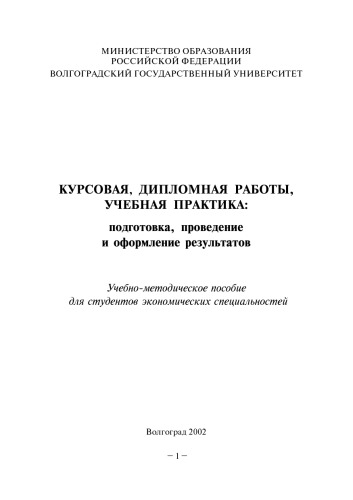 МИНИСТЕРСТВО ОБРАЗОВАНИЯ
РОССИЙСКОЙ ФЕДЕРАЦИИ
ВОЛГОГРАДСКИЙ ГОСУДАРСТВЕННЫЙ УНИВЕРСИТЕТ
КУРСОВАЯ, ДИПЛОМНАЯ РАБОТЫ,
УЧЕБНАЯ ПРАКТИКА:
подготовка, проведение
и оформление результатов
Учебно-методическое пособие
для студентов экономических специальностей
Волгоград 2002
– 1 –